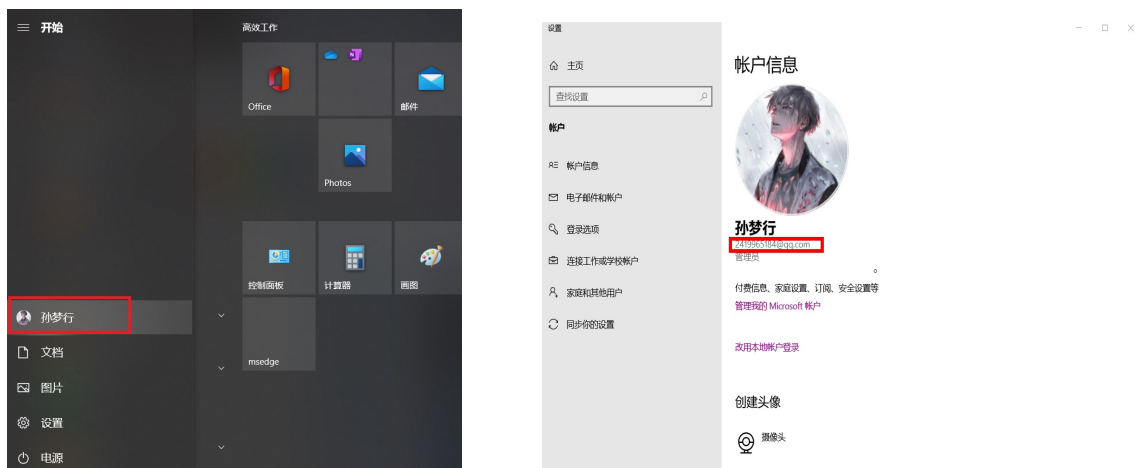 开始
高效工作
Office
邮件
Photos
控制面板
计算器
画图
msedge
孙梦行
文档
图片
设置
电源
设置
主页
查找设置
帐户
帐户信息
电子邮件和帐户
登录选项
连接工作或学校帐户
家庭和其他用户
同步你的设置
帐户信息
孙梦行
2419965184@qq.com
管理员
。
付费信息、家庭设置、订阅、安全设置等
管理我的 Microsoft 帐户
改用本地帐户登录
创建头像
摄像头